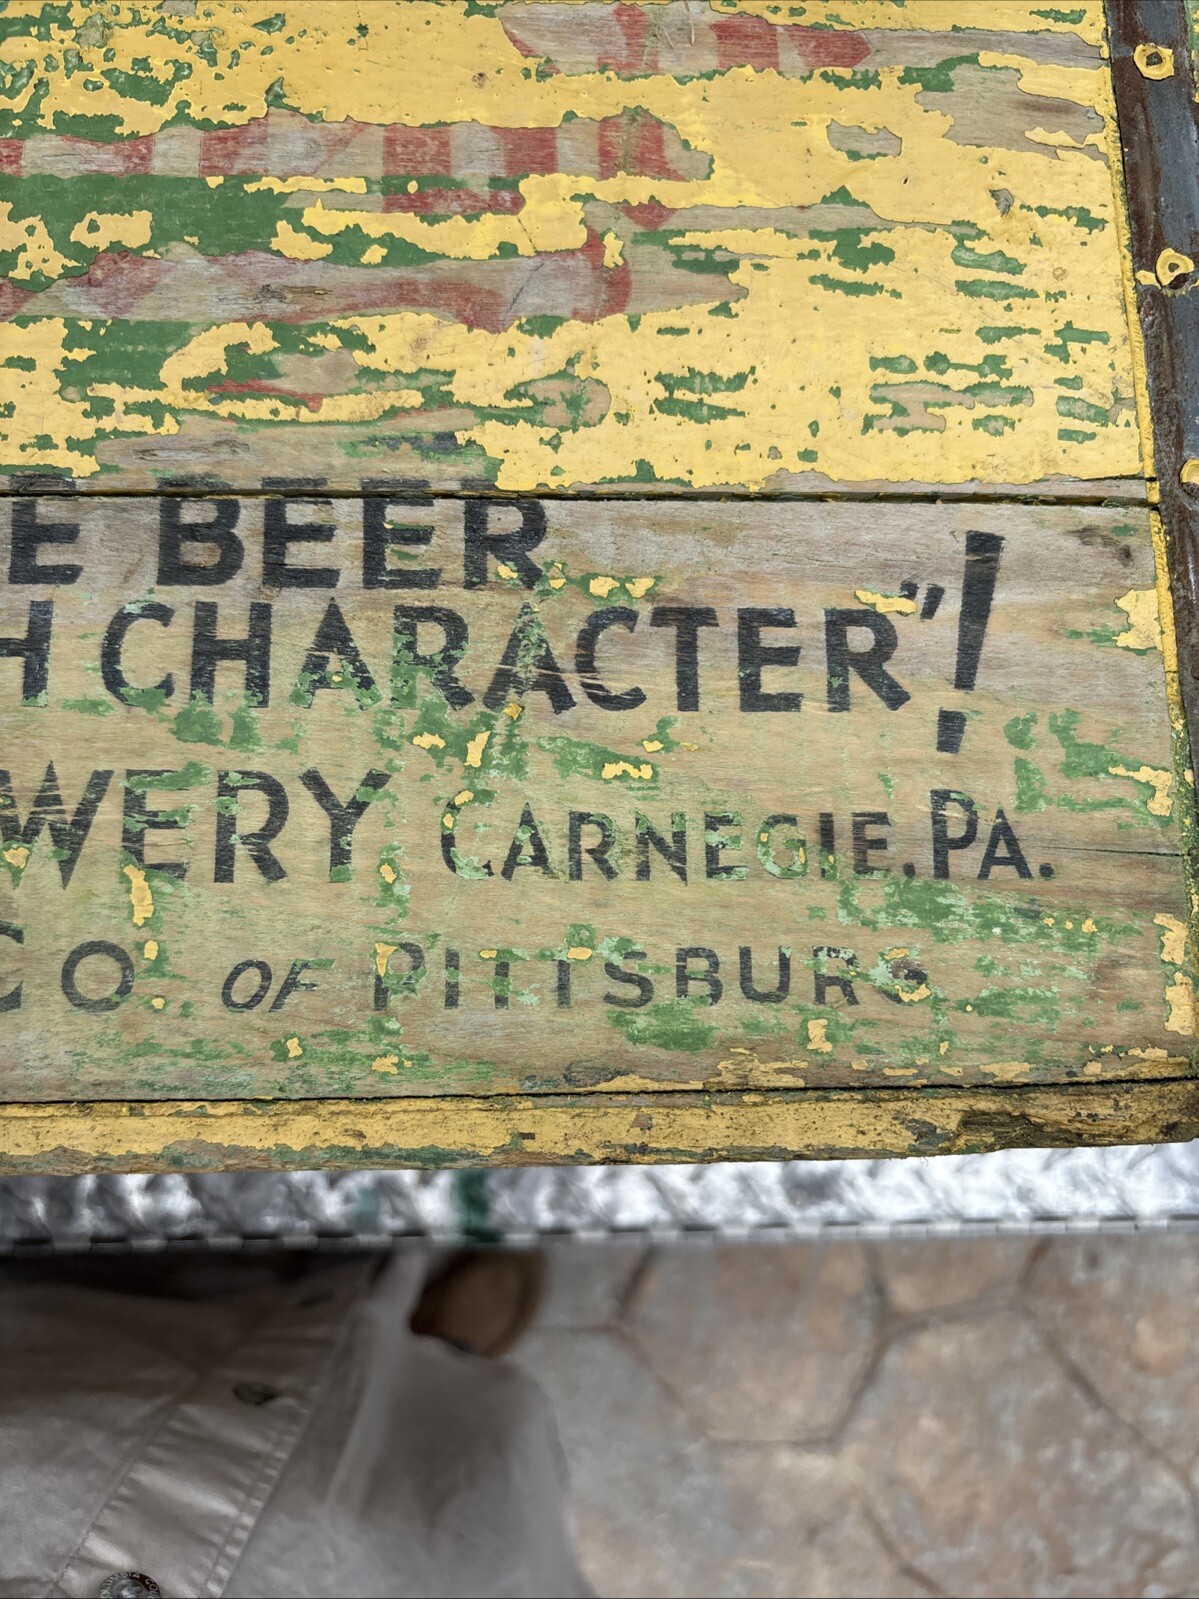 E BEER
H CHARACTER"!
WERY CARNEGIE, PA.
CO OF PITTSBURG